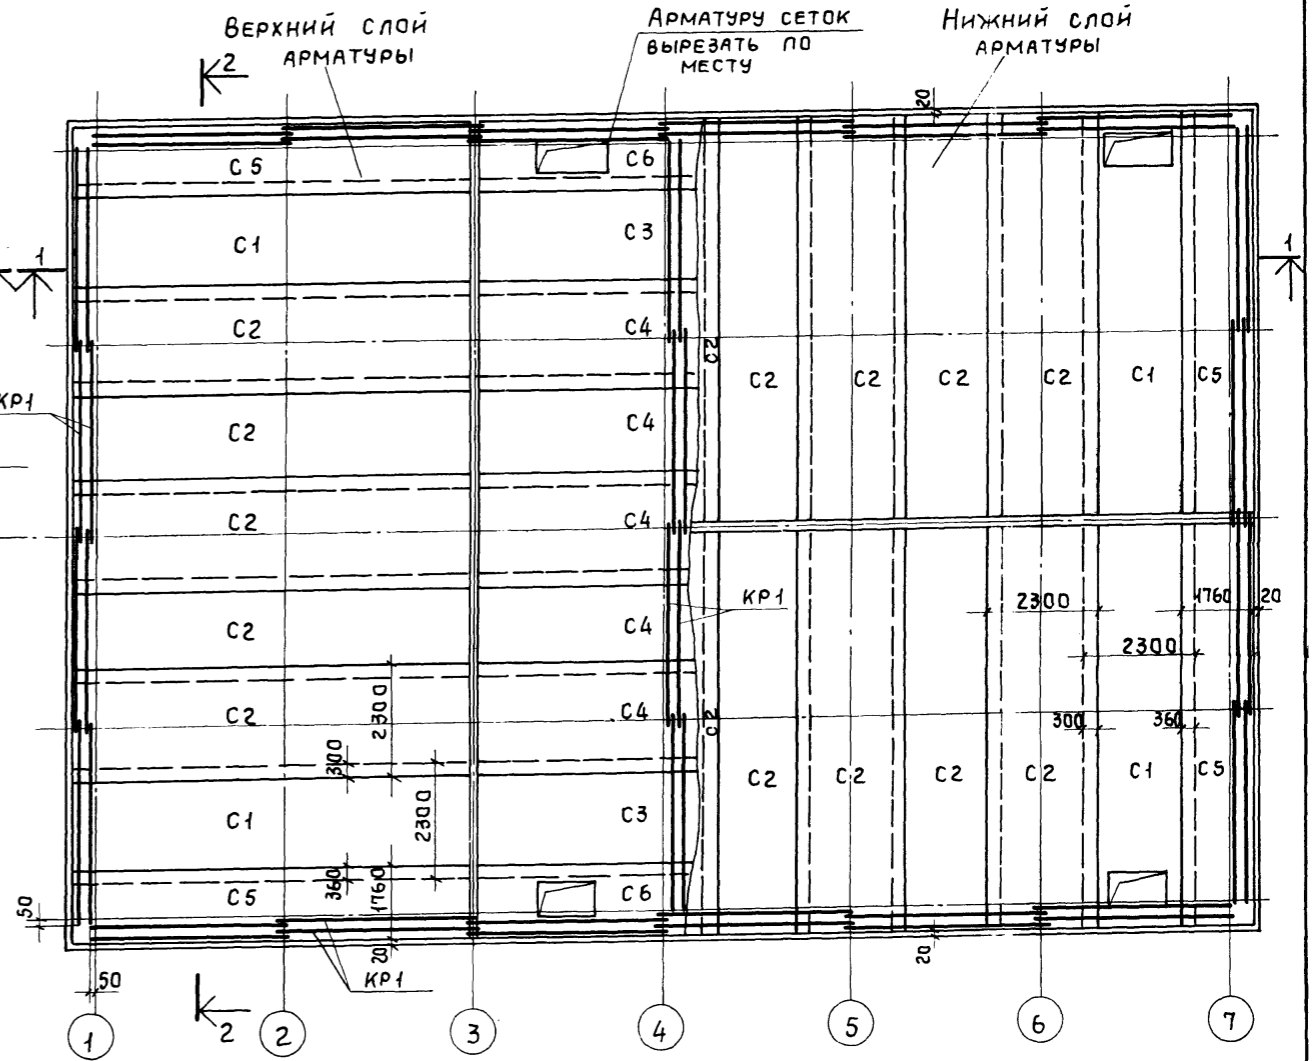 Верхний слой
арматуры
Арматуру сеток
вырезать по
месту
Нижний слой
арматуры
2
20
С5
С6
С1
С3
1
1
С2
С4
С2
КР1
С2
С4
С2
С2
С2
С2
С1
С5
С2
С4
2300
1760
20
КР1
С2
С4
2300
2300
С2
С4
С2
300
360
300
С2
С2
С2
С2
С1
С5
С1
2300
С3
360
1760
С5
С6
50
20
20
50
КР1
2
1
2
3
4
5
6
7